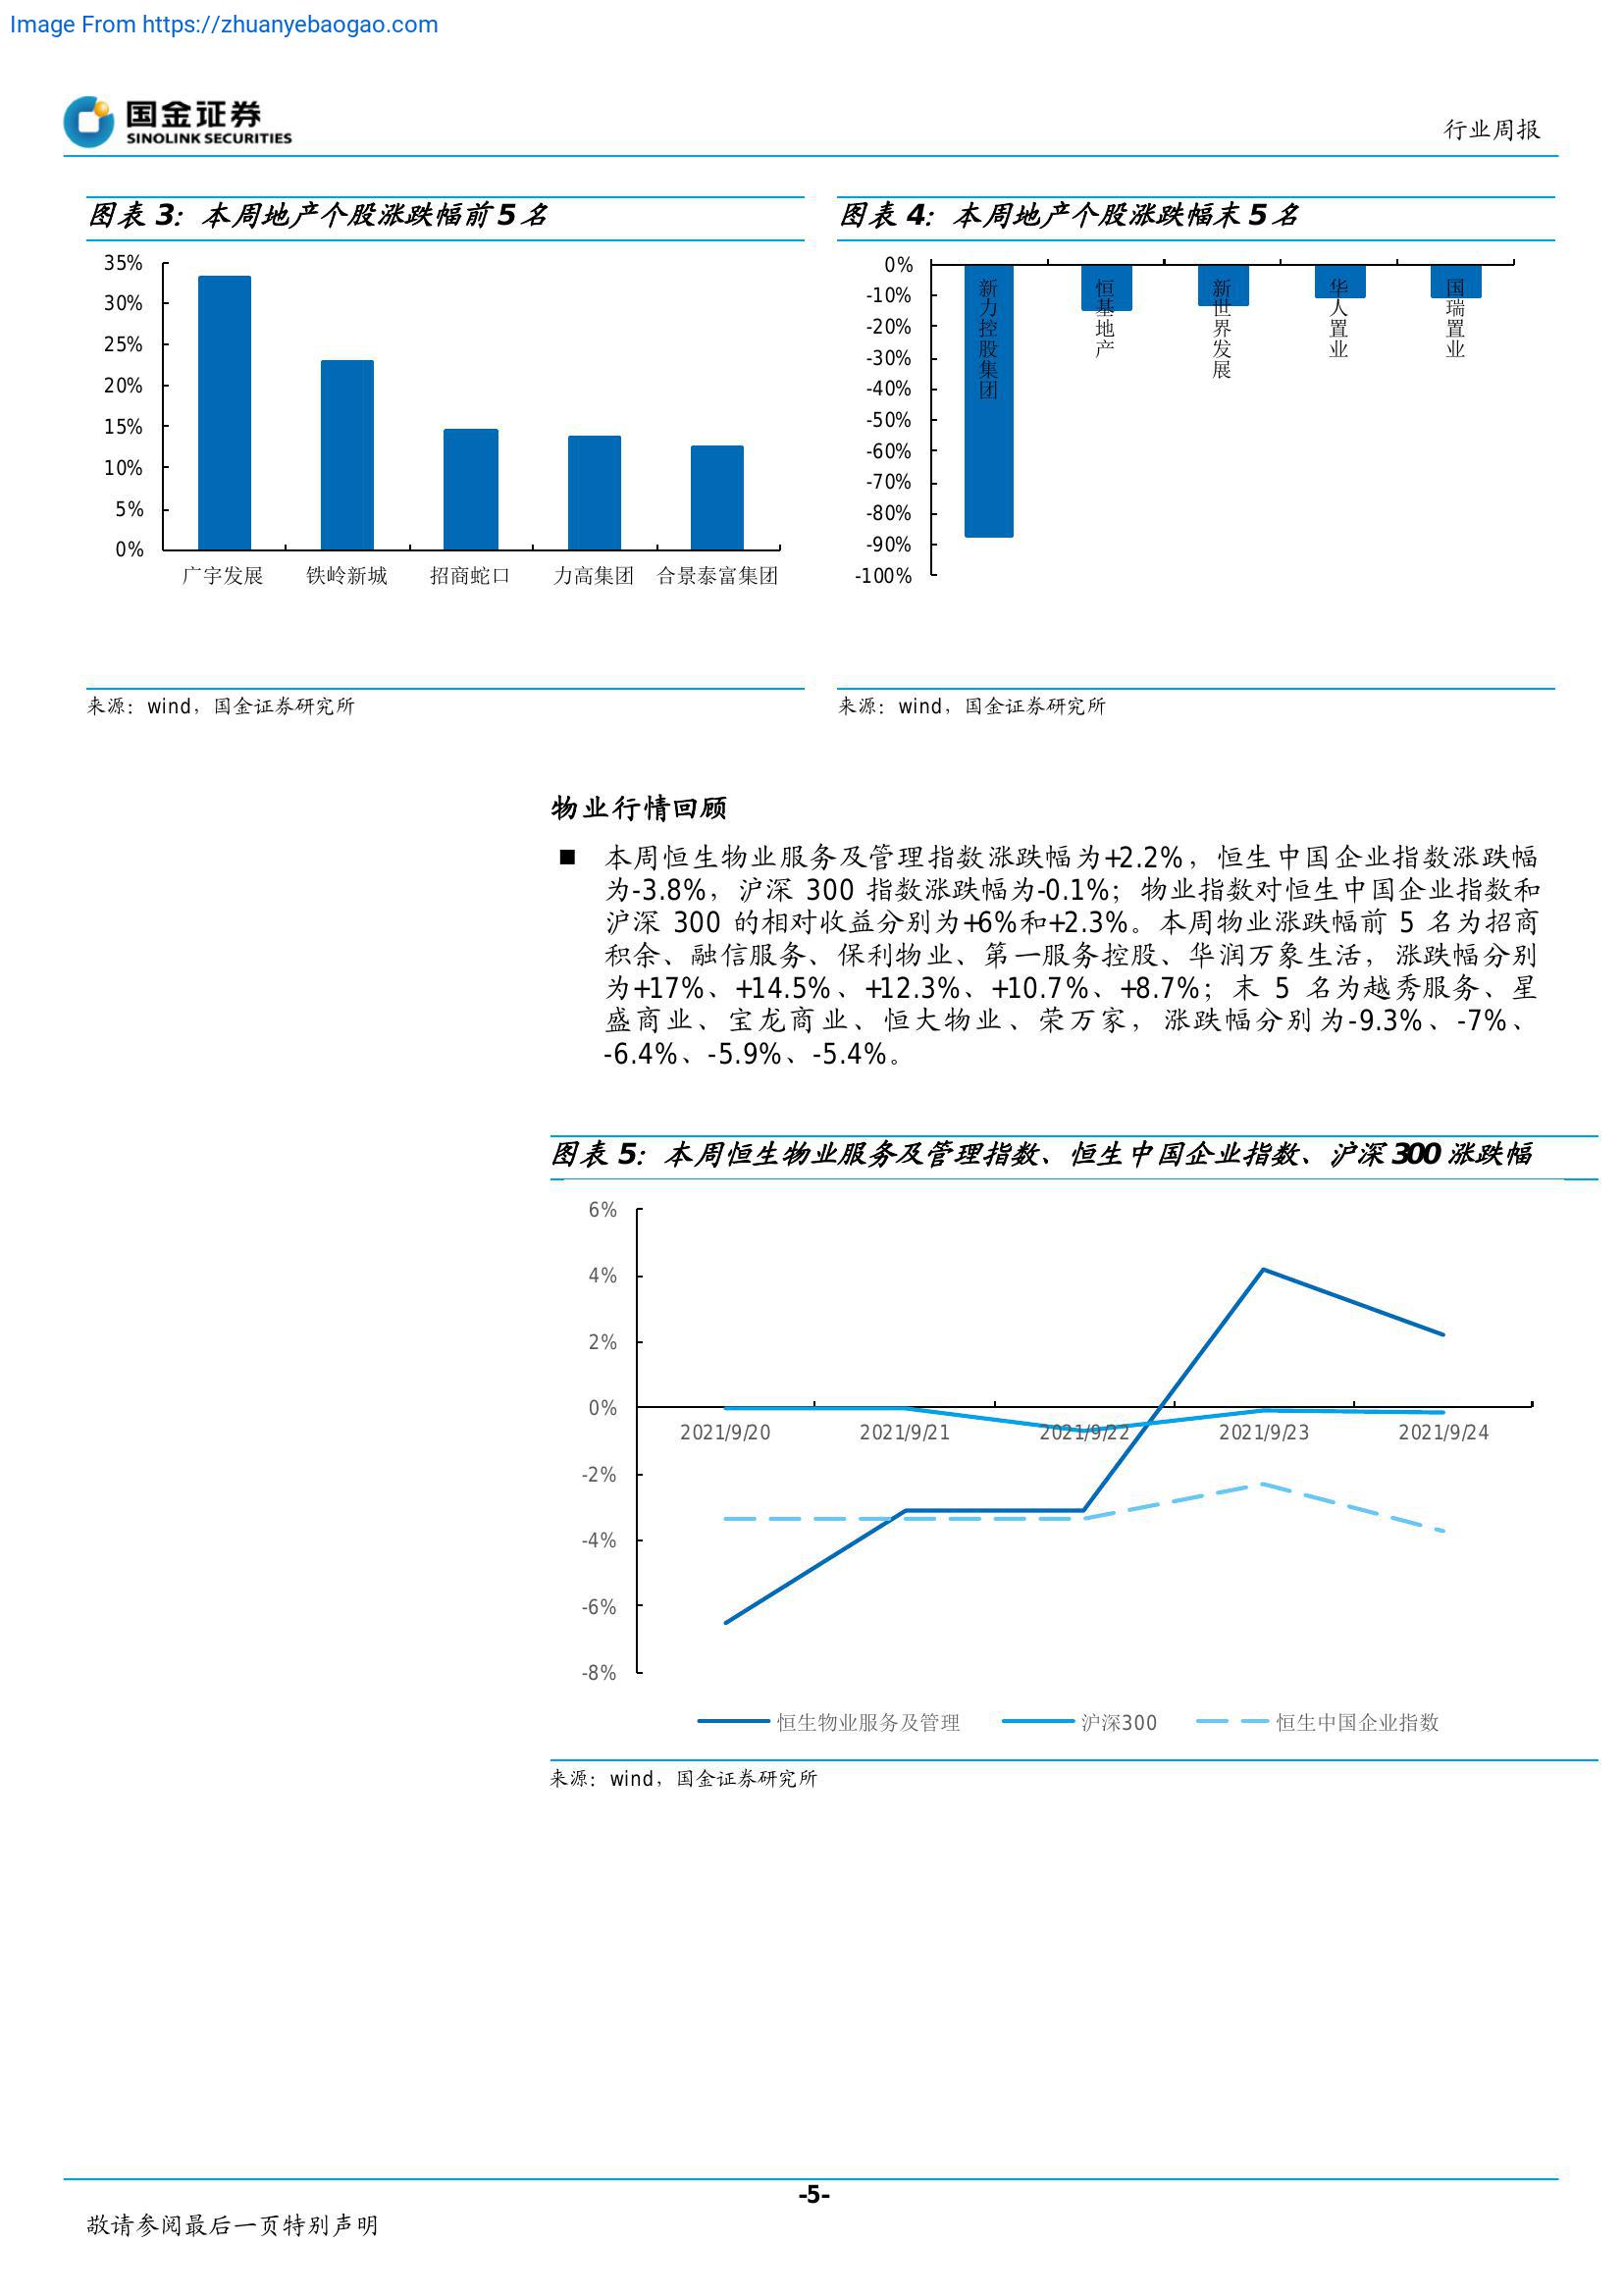 Image From https://zhuanyebaogao.com
国金证券
SINOLINK SECURITIES
行业周报
图表 3：本周地产个股涨跌幅前 5 名
35%
30%
25%
20%
15%
10%
5%
0%
广宇发展 铁岭新城 招商蛇口 力高集团 合景泰富集团
来源：wind，国金证券研究所
图表 4：本周地产个股涨跌幅末 5 名
0%
-10%
-20%
-30%
-40%
-50%
-60%
-70%
-80%
-90%
-100%
新力控股集团
恒基地产
新世界发展
华人置业
国瑞置业
来源：wind，国金证券研究所
物业行情回顾
■ 本周恒生物业服务及管理指数涨跌幅为+2.2%，恒生中国企业指数涨跌幅
为-3.8%，沪深 300 指数涨跌幅为-0.1%；物业指数对恒生中国企业指数和
沪深 300 的相对收益分别为+6%和+2.3%。本周物业涨跌幅前 5 名为招商
积余、融信服务、保利物业、第一服务控股、华润万象生活，涨跌幅分别
为+17%、+14.5%、+12.3%、+10.7%、+8.7%；末 5 名为越秀服务、星
盛商业、宝龙商业、恒大物业、荣万家，涨跌幅分别为-9.3%、-7%、
-6.4%、-5.9%、-5.4%。
图表 5：本周恒生物业服务及管理指数、恒生中国企业指数、沪深 300 涨跌幅
6%
4%
2%
0%
-2%
-4%
-6%
-8%
2021/9/20 2021/9/21 2021/9/22 2021/9/23 2021/9/24
恒生物业服务及管理 沪深300 恒生中国企业指数
来源：wind，国金证券研究所
-5-
敬请参阅最后一页特别声明